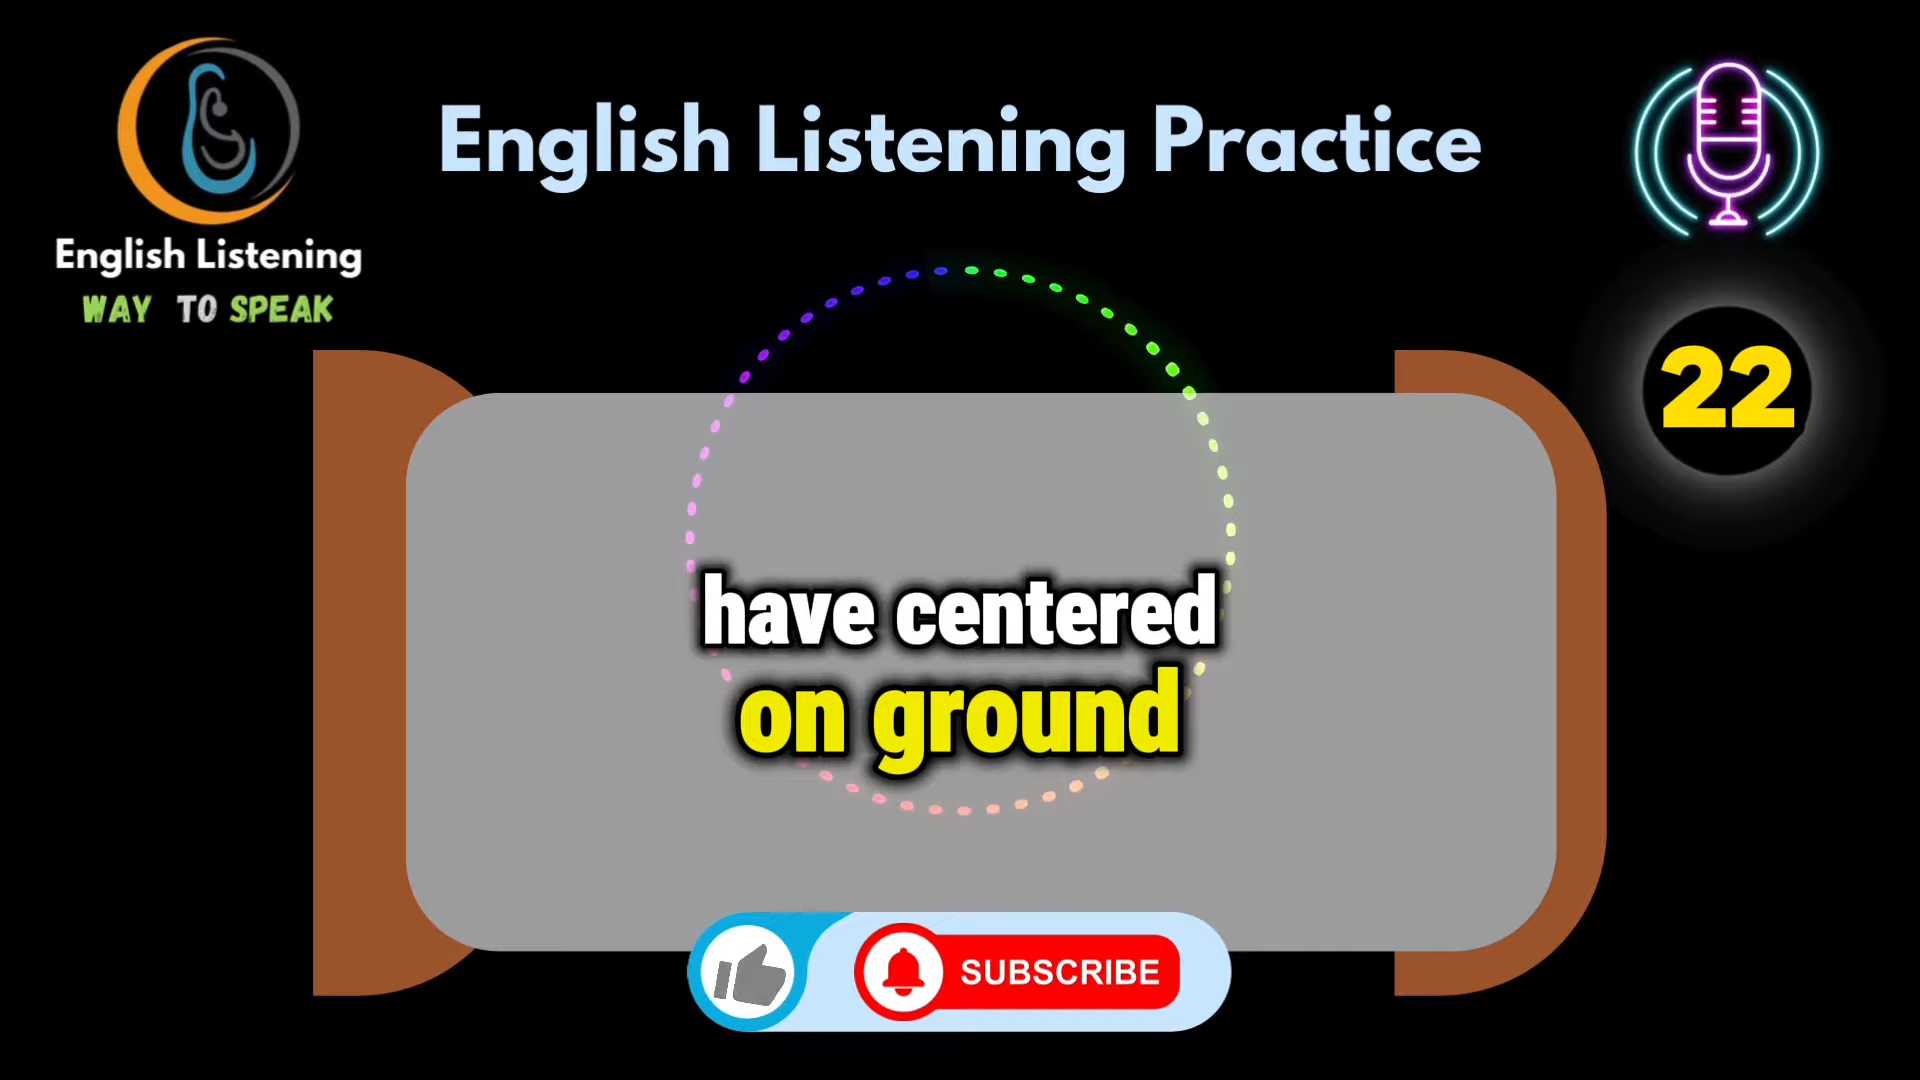 English Listening Practice
English Listening
WAY TO SPEAK
22
have centered
on ground
SUBSCRIBE